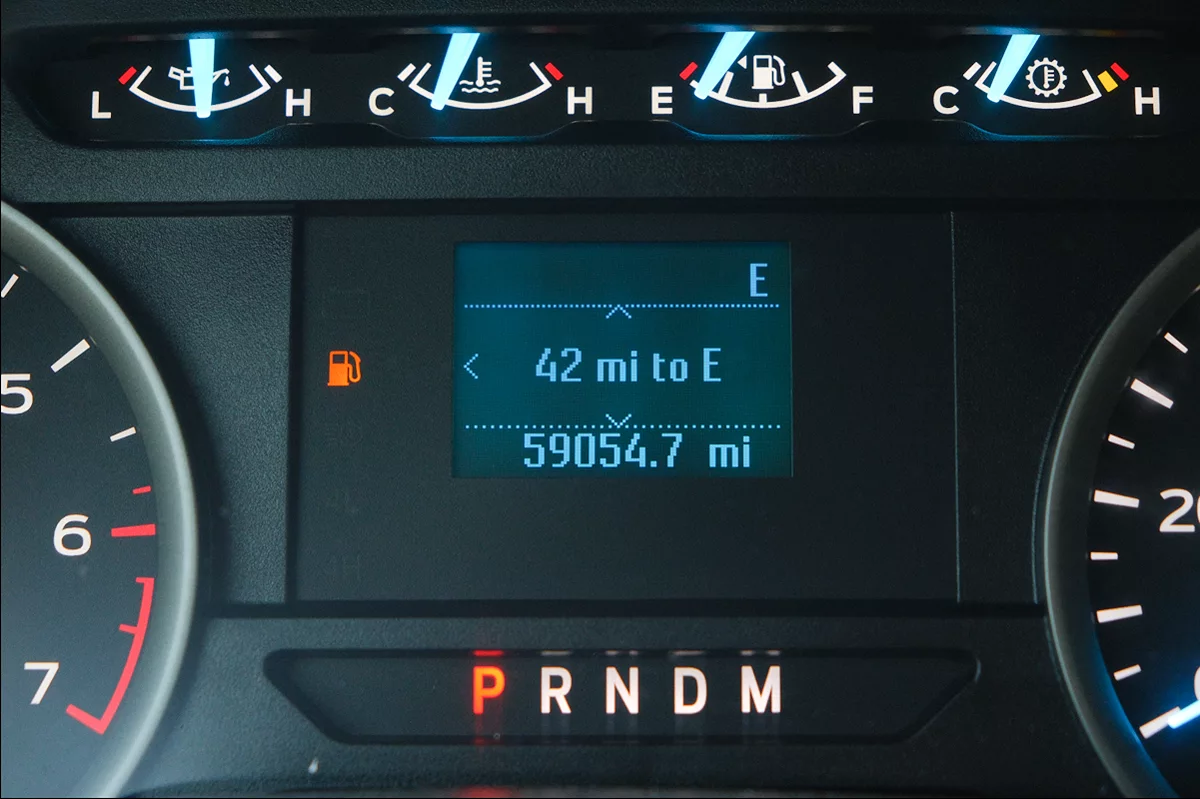 L H C H E F C H
E
42 mi to E
59054.7 mi
5
6
7
20
P R N D M